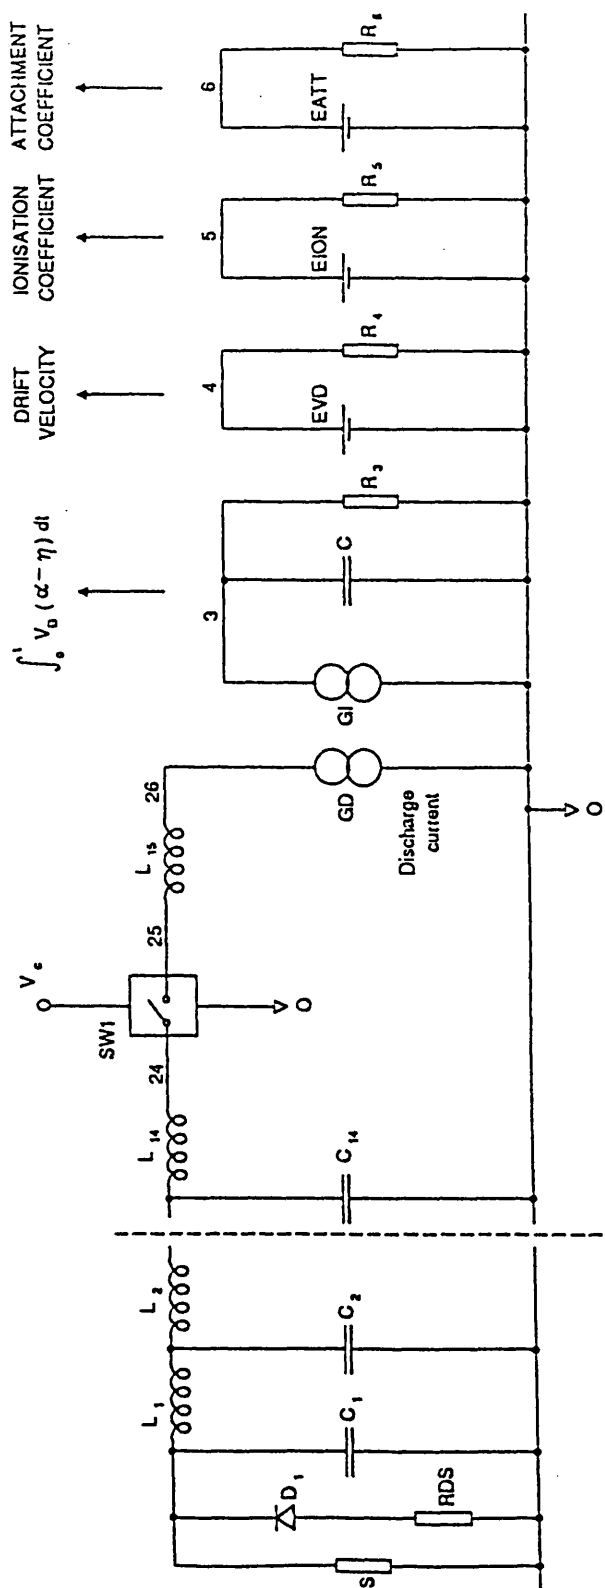 ∫₀ᵗ V_D (α − η) dt
DRIFT
VELOCITY
IONISATION
COEFFICIENT
ATTACHMENT
COEFFICIENT
V_c
SW1
L₁
L₂
L₁₄
24
25
L₁₅
26
3
4
5
6
S
D₁
RDS
C₁
C₂
C₁₄
GD
Discharge
current
GI
C
R₃
EVD
R₄
EION
R₅
EATT
R₆
O
O